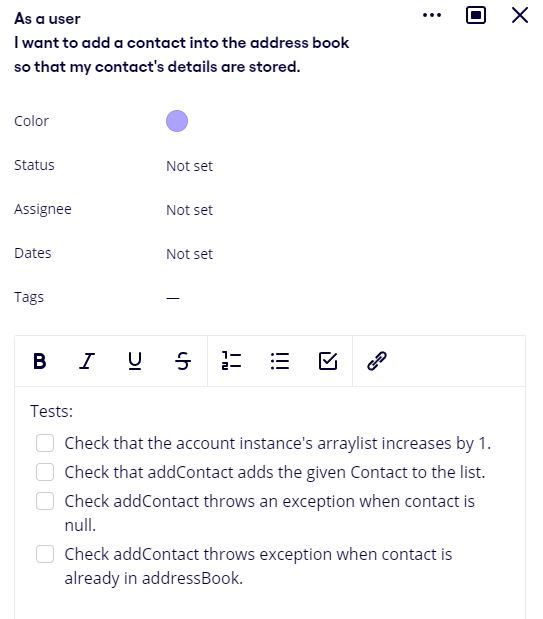 As a user
I want to add a contact into the address book
so that my contact's details are stored.
Color
Status Not set
Assignee Not set
Dates Not set
Tags —
B I U S
Tests:
Check that the account instance's arraylist increases by 1.
Check that addContact adds the given Contact to the list.
Check addContact throws an exception when contact is
null.
Check addContact throws exception when contact is
already in addressBook.